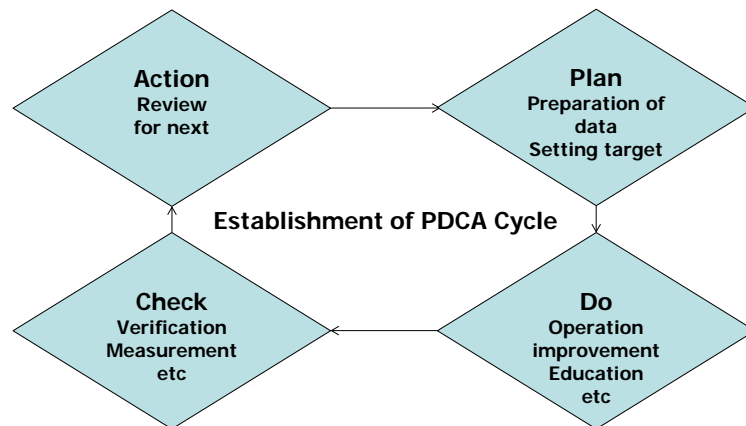 Action
Review
for next
Plan
Preparation of
data
Setting target
Establishment of PDCA Cycle
Check
Verification
Measurement
etc
Do
Operation
improvement
Education
etc